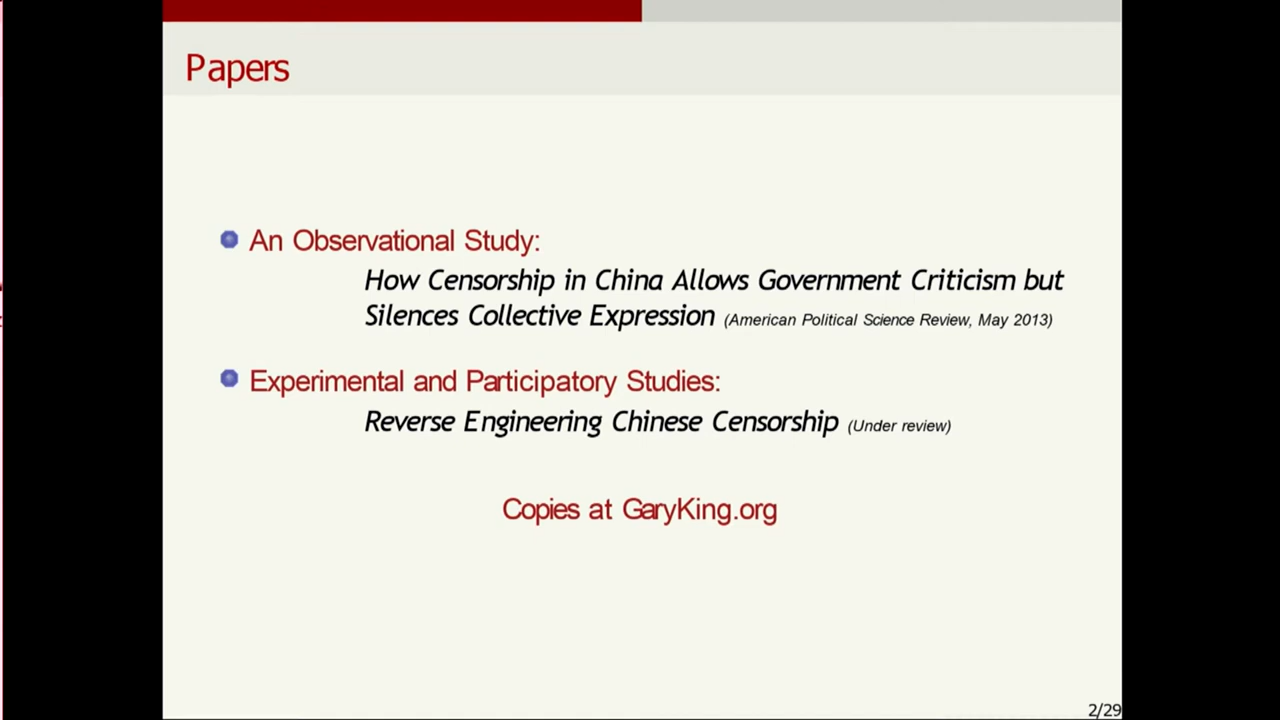 Papers
An Observational Study:
How Censorship in China Allows Government Criticism but
Silences Collective Expression (American Political Science Review, May 2013)
Experimental and Participatory Studies:
Reverse Engineering Chinese Censorship (Under review)
Copies at GaryKing.org
2/29